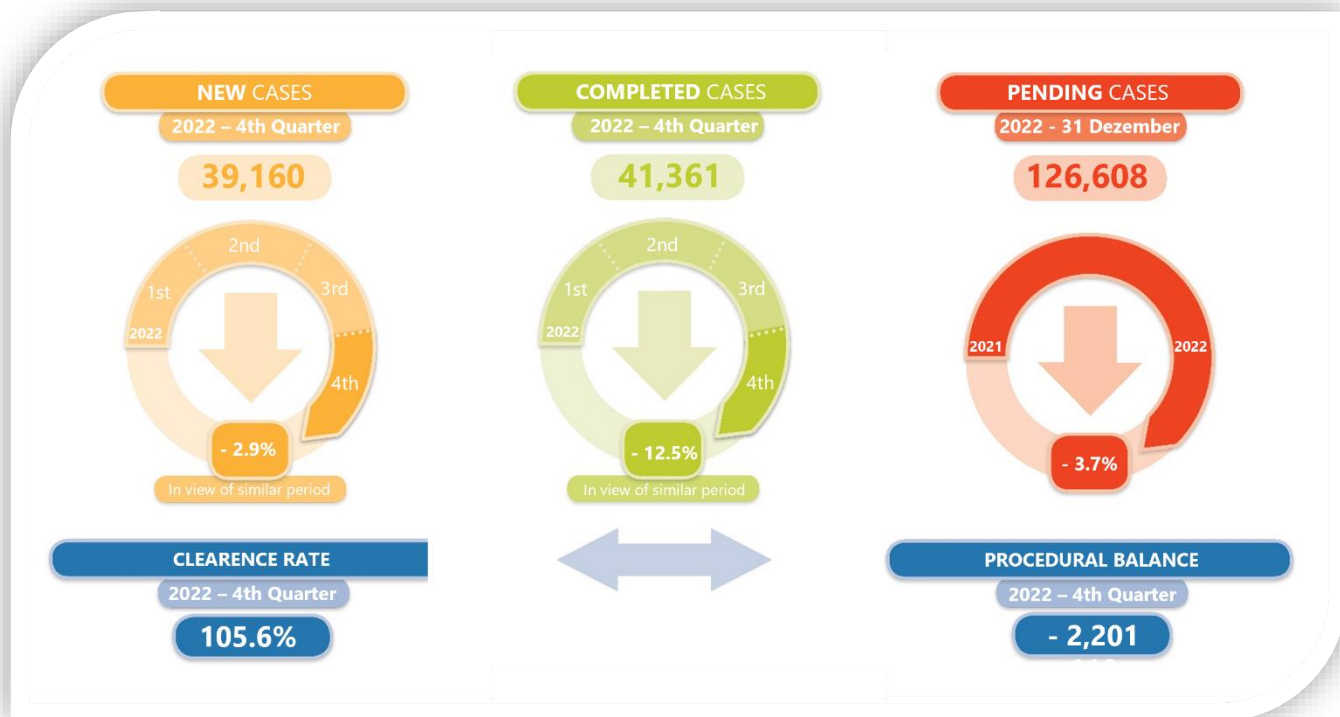 NEW CASES
2022 – 4th Quarter
39,160
2nd
1st
3rd
2022
4th
- 2.9%
In view of similar period
COMPLETED CASES
2022 – 4th Quarter
41,361
2nd
1st
3rd
2022
4th
- 12.5%
In view of similar period
PENDING CASES
2022 - 31 Dezember
126,608
2021
2022
- 3.7%
CLEARENCE RATE
2022 – 4th Quarter
105.6%
PROCEDURAL BALANCE
2022 – 4th Quarter
- 2,201